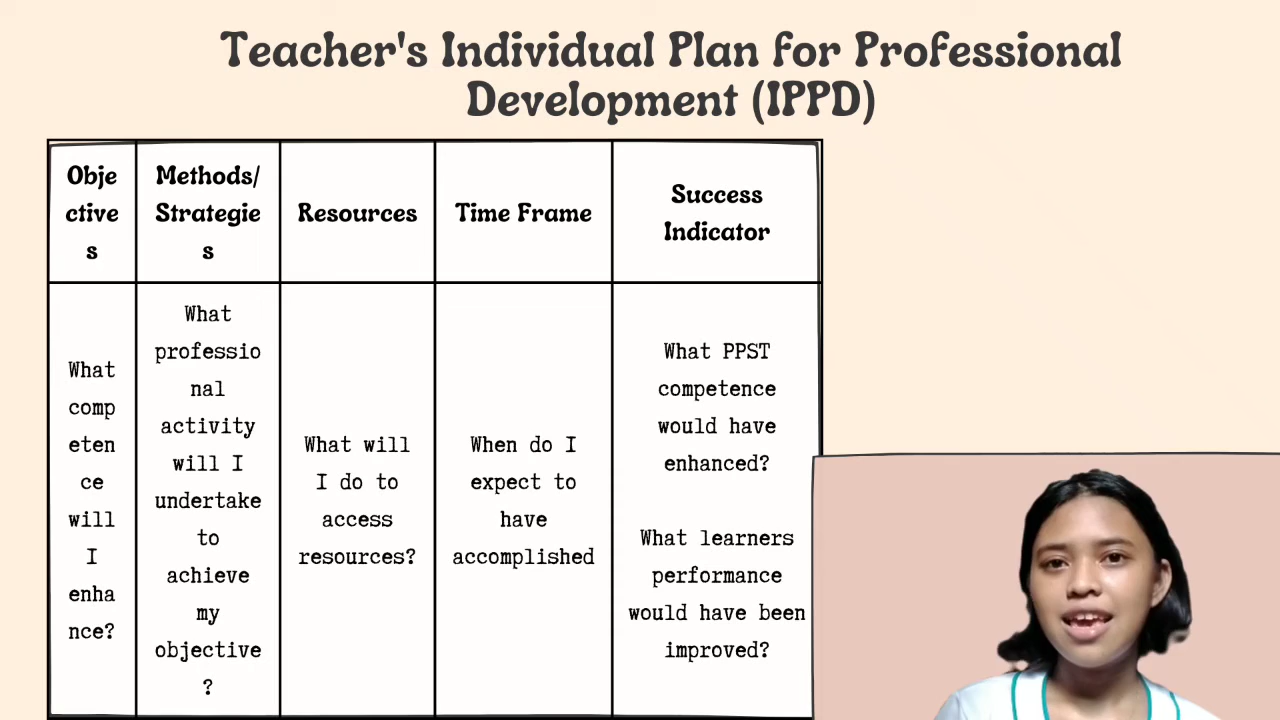 Teacher's Individual Plan for Professional
Development (IPPD)
Obje
ctive
s
Methods/
Strategie
s
Resources
Time Frame
Success
Indicator
What
comp
eten
ce
will
I
enha
nce?
What
professio
nal
activity
will I
undertake
to
achieve
my
objective
?
What will
I do to
access
resources?
When do I
expect to
have
accomplished
What PPST
competence
would have
enhanced?
What learners
performance
would have been
improved?